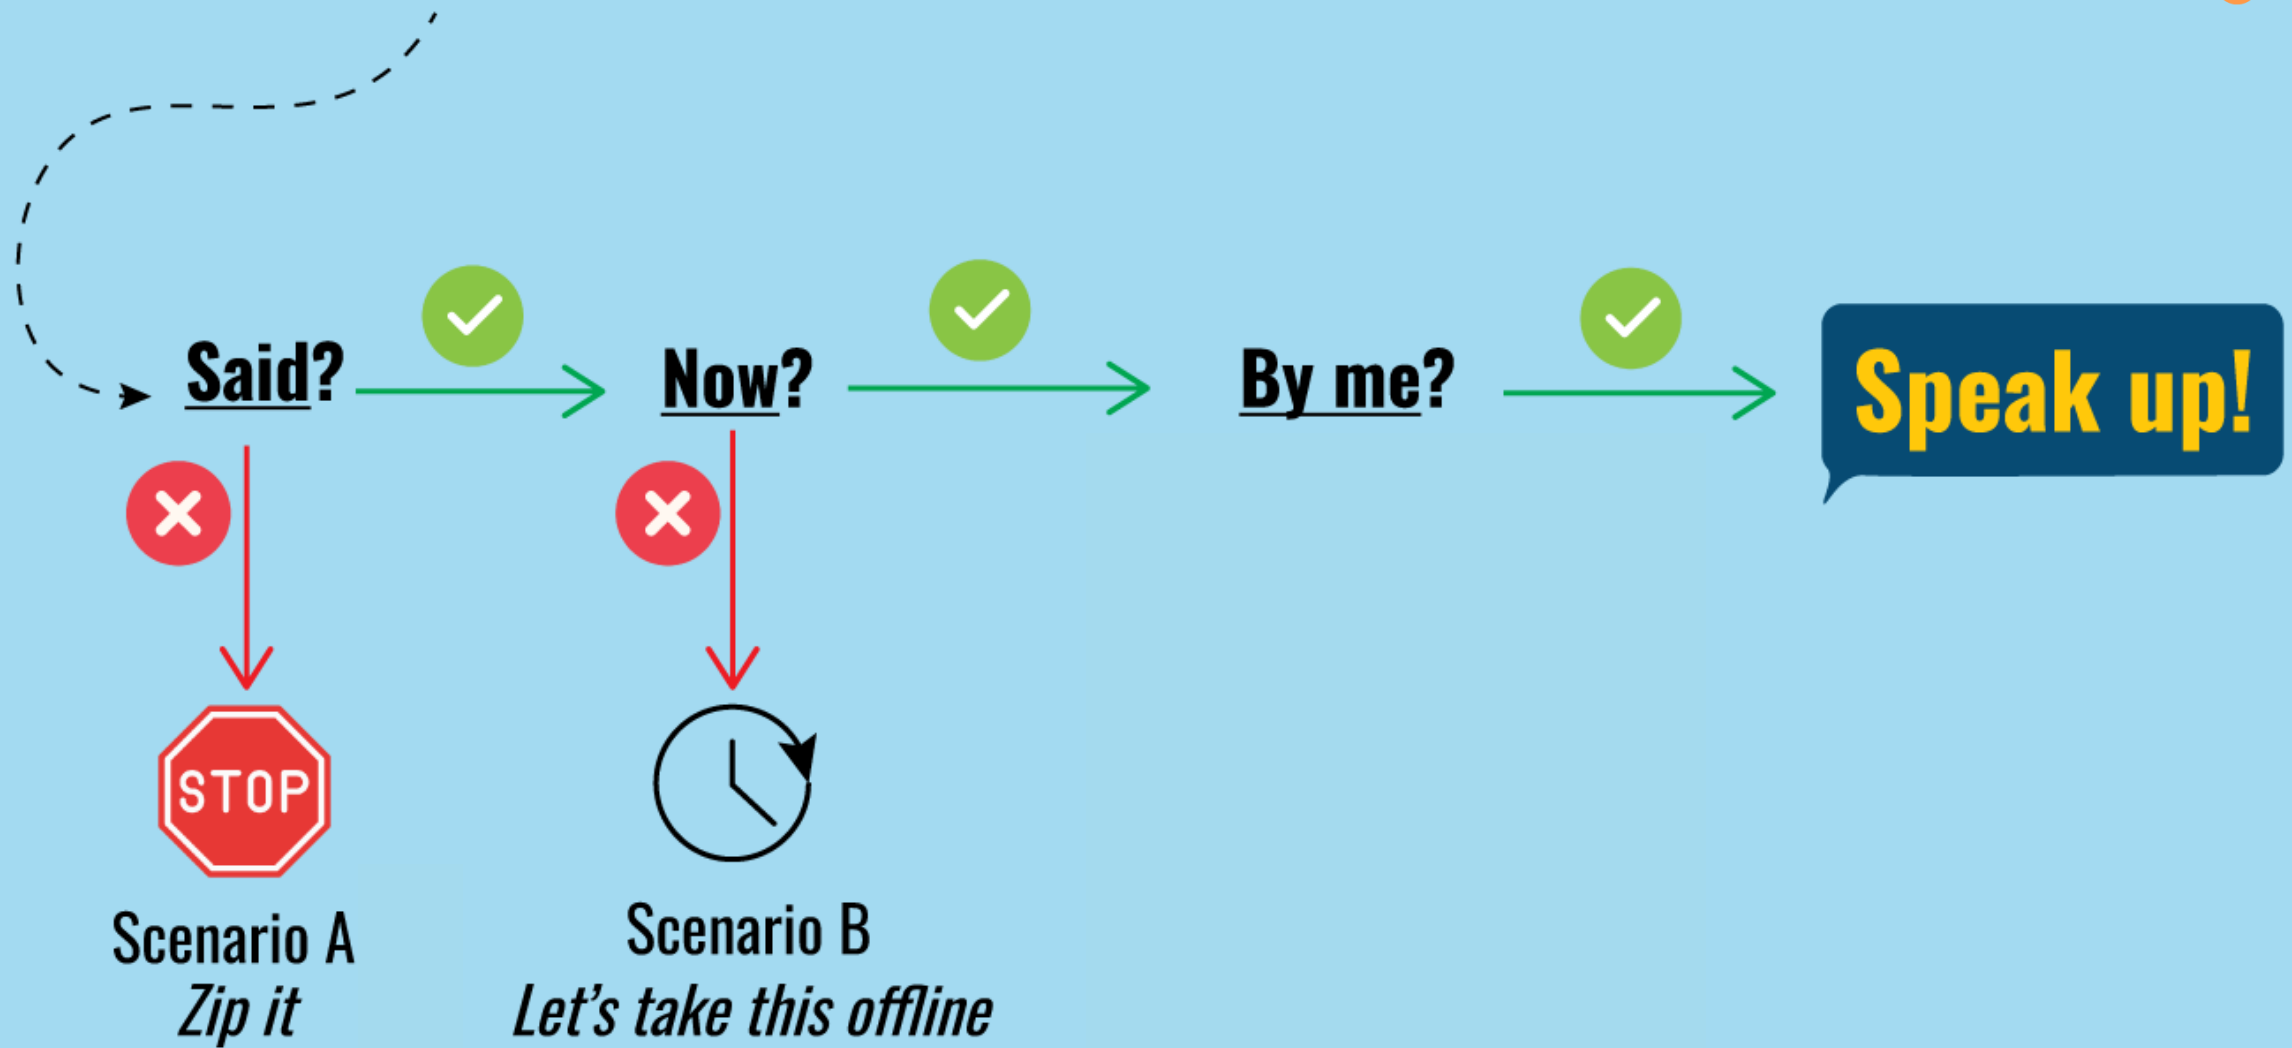 Said?
Now?
By me?
Speak up!
STOP
Scenario A
Zip it
Scenario B
Let's take this offline